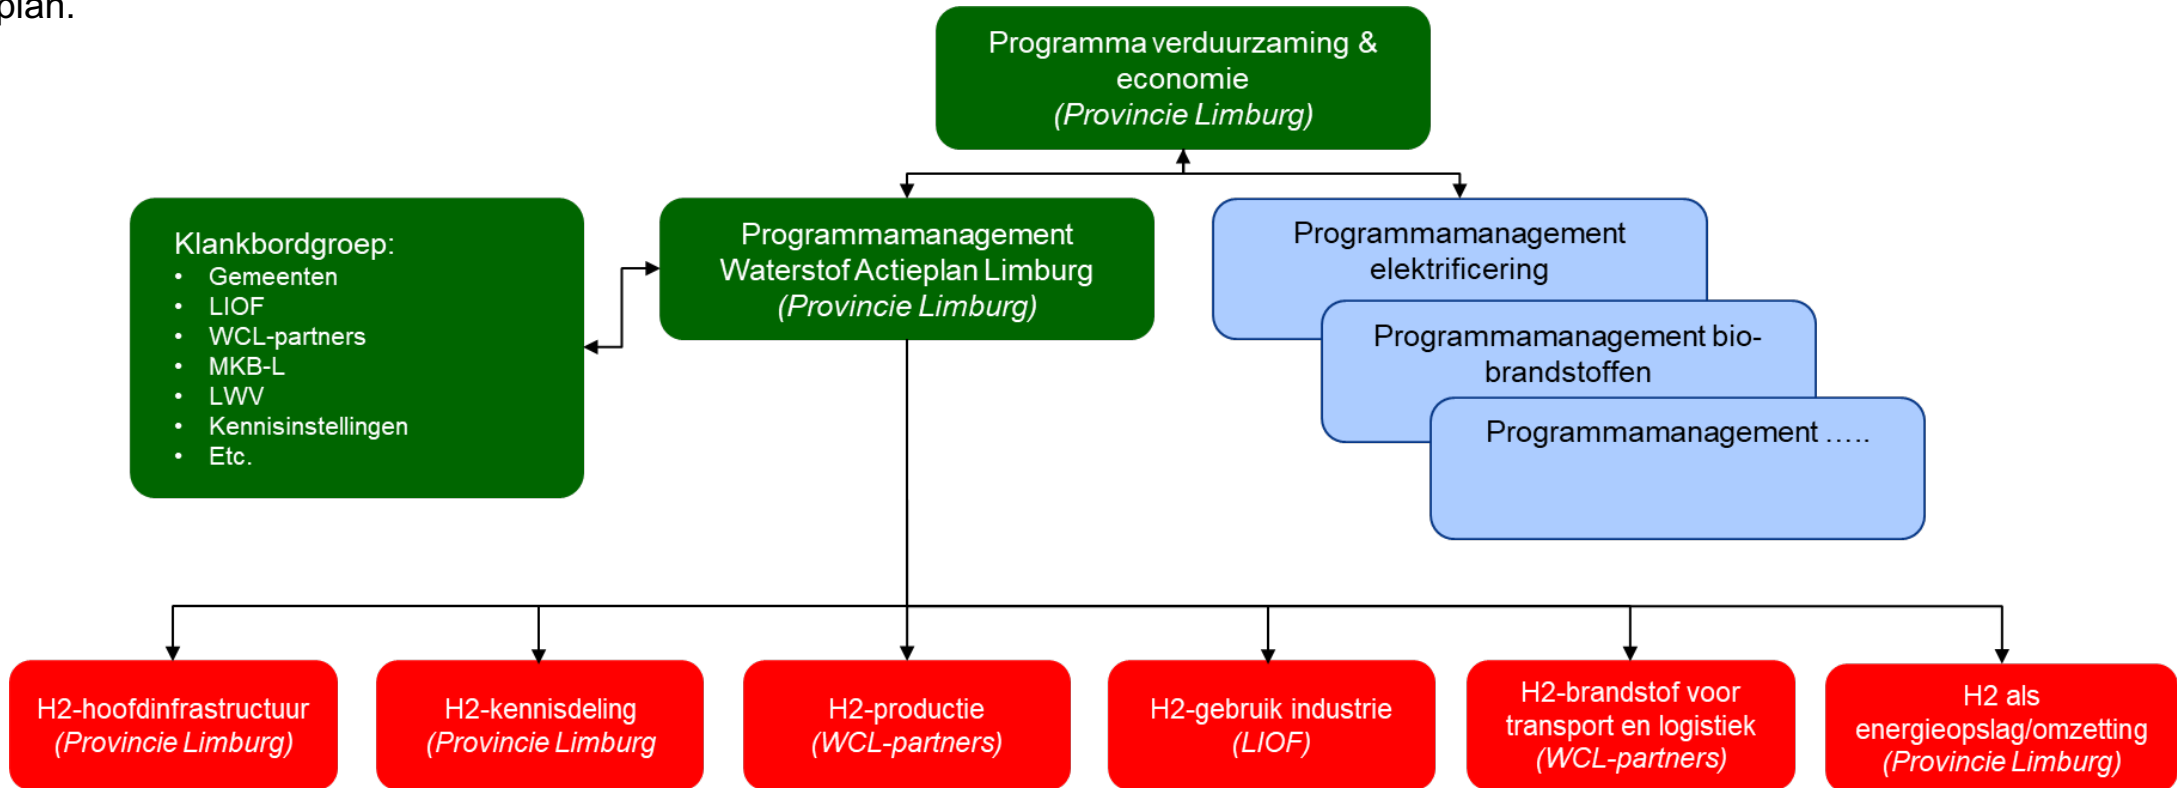 plan.
Programma verduurzaming &
economie
(Provincie Limburg)
Klankbordgroep:
• Gemeenten
• LIOF
• WCL-partners
• MKB-L
• LWV
• Kennisinstellingen
• Etc.
Programmamanagement
Waterstof Actieplan Limburg
(Provincie Limburg)
Programmamanagement
elektrificering
Programmamanagement bio-
brandstoffen
Programmamanagement …..
H2-hoofdinfrastructuur
(Provincie Limburg)
H2-kennisdeling
(Provincie Limburg
H2-productie
(WCL-partners)
H2-gebruik industrie
(LIOF)
H2-brandstof voor
transport en logistiek
(WCL-partners)
H2 als
energieopslag/omzetting
(Provincie Limburg)